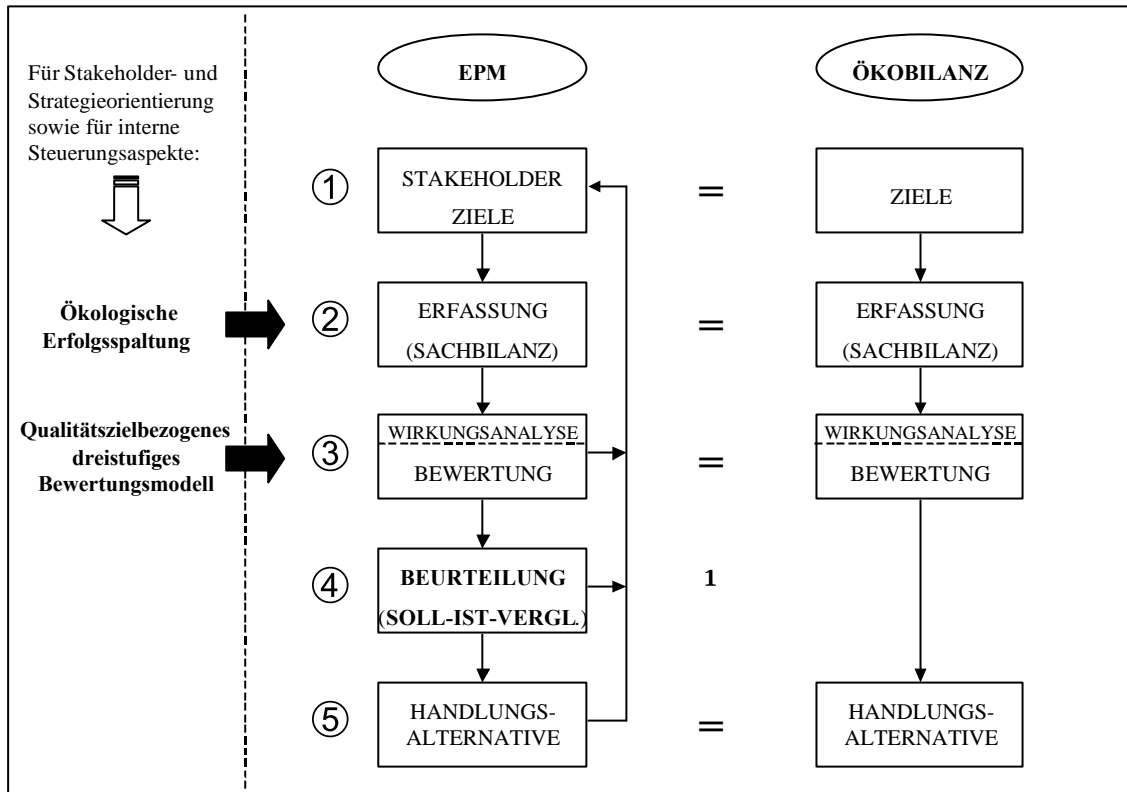 Für Stakeholder- und
Strategieorientierung
sowie für interne
Steuerungsaspekte:
Ökologische
Erfolgsspaltung
Qualitätszielbezogenes
dreistufiges
Bewertungsmodell
EPM
ÖKOBILANZ
1
STAKEHOLDER
ZIELE
=
ZIELE
2
ERFASSUNG
(SACHBILANZ)
=
ERFASSUNG
(SACHBILANZ)
3
WIRKUNGSANALYSE
BEWERTUNG
=
WIRKUNGSANALYSE
BEWERTUNG
4
BEURTEILUNG
(SOLL-IST-VERGL.)
1
5
HANDLUNGS-
ALTERNATIVE
=
HANDLUNGS-
ALTERNATIVE